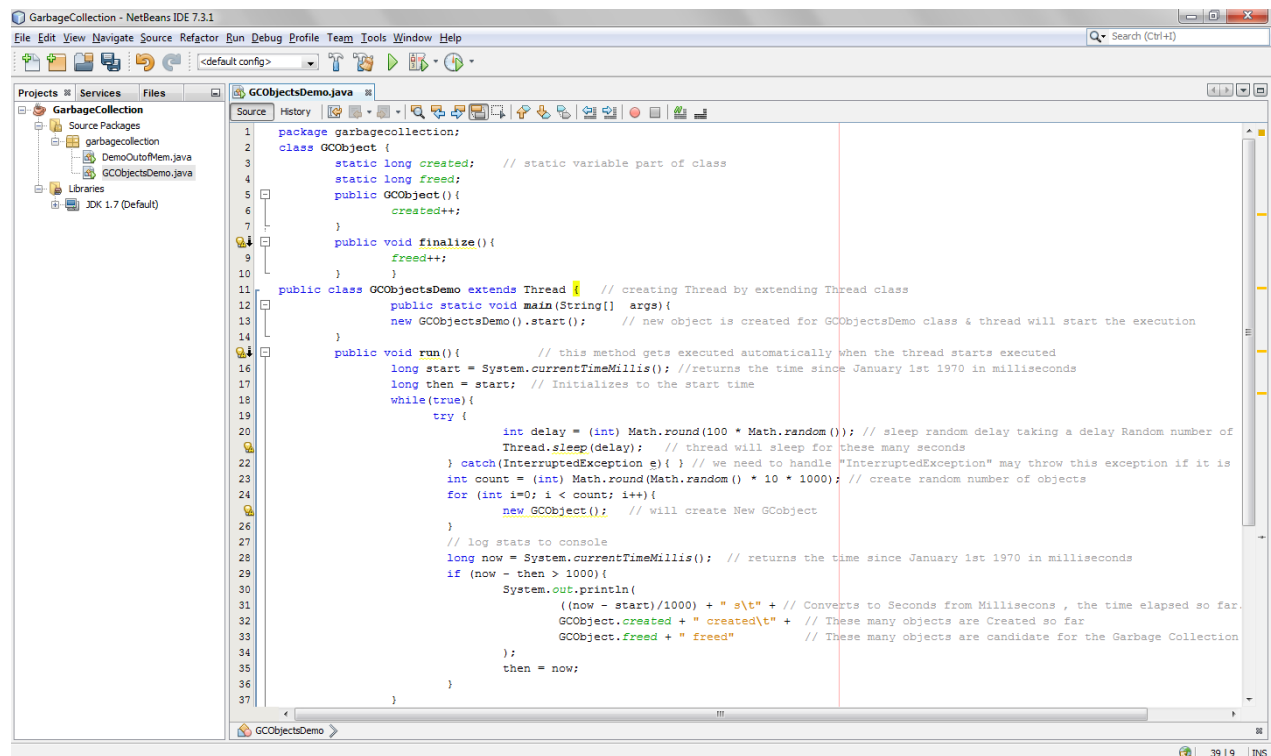 GarbageCollection - NetBeans IDE 7.3.1
File Edit View Navigate Source Refactor Run Debug Profile Team Tools Window Help
Search (Ctrl+I)
<default config>
Projects Services Files
GCObjectsDemo.java
GarbageCollection
Source Packages
garbagecollection
DemoOutofMem.java
GCObjectsDemo.java
Libraries
JDK 1.7 (Default)
Source History
1 package garbagecollection;
2 class GCObject {
3 static long created; // static variable part of class
4 static long freed;
5 public GCObject(){
6 created++;
7 }
public void finalize(){
9 freed++;
10 } }
11 public class GCObjectsDemo extends Thread { // creating Thread by extending Thread class
12 public static void main(String[] args){
13 new GCObjectsDemo().start(); // new object is created for GCObjectsDemo class & thread will start the execution
14 }
public void run(){ // this method gets executed automatically when the thread starts executed
16 long start = System.currentTimeMillis(); //returns the time since January 1st 1970 in milliseconds
17 long then = start; // Initializes to the start time
18 while(true){
19 try {
20 int delay = (int) Math.round(100 * Math.random()); // sleep random delay taking a delay Random number of
Thread.sleep(delay); // thread will sleep for these many seconds
22 } catch(InterruptedException e){ } // we need to handle "InterruptedException" may throw this exception if it is
23 int count = (int) Math.round(Math.random() * 10 * 1000); // create random number of objects
24 for (int i=0; i < count; i++){
new GCObject(); // will create New GCobject
26 }
27 // log stats to console
28 long now = System.currentTimeMillis(); // returns the time since January 1st 1970 in milliseconds
29 if (now - then > 1000){
30 System.out.println(
31 ((now - start)/1000) + " s\t" + // Converts to Seconds from Millisecons , the time elapsed so far.
32 GCObject.created + " created\t" + // These many objects are Created so far
33 GCObject.freed + " freed" // These many objects are candidate for the Garbage Collection
34 );
35 then = now;
36 }
37 }
GCObjectsDemo
39 | 9 INS